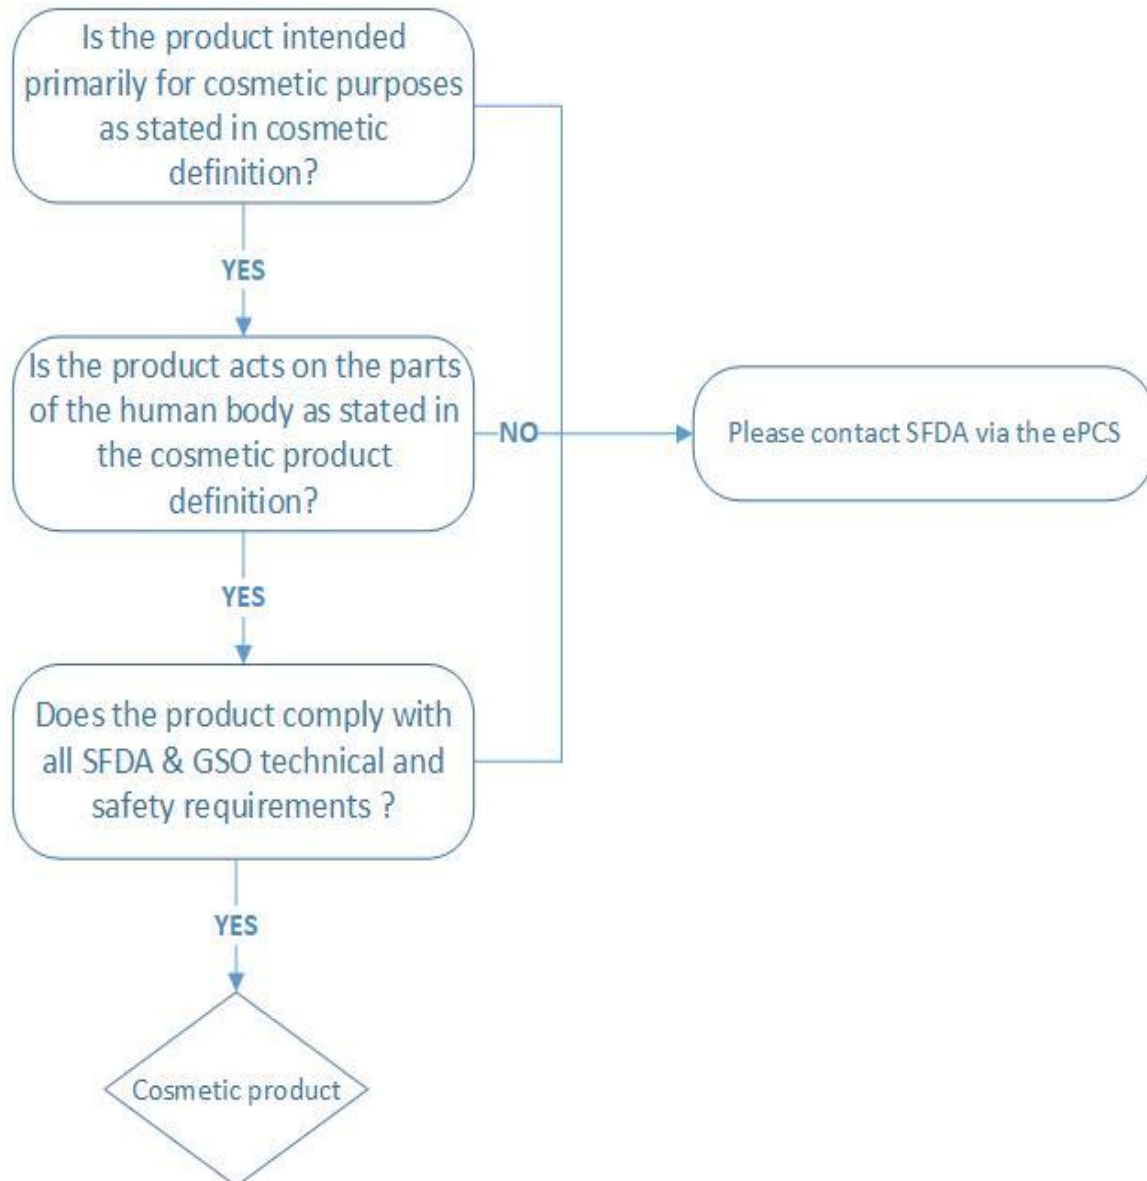 Is the product intended
primarily for cosmetic purposes
as stated in cosmetic
definition?
YES
Is the product acts on the parts
of the human body as stated in
the cosmetic product
definition?
NO
Please contact SFDA via the ePCS
YES
Does the product comply with
all SFDA & GSO technical and
safety requirements ?
YES
Cosmetic product